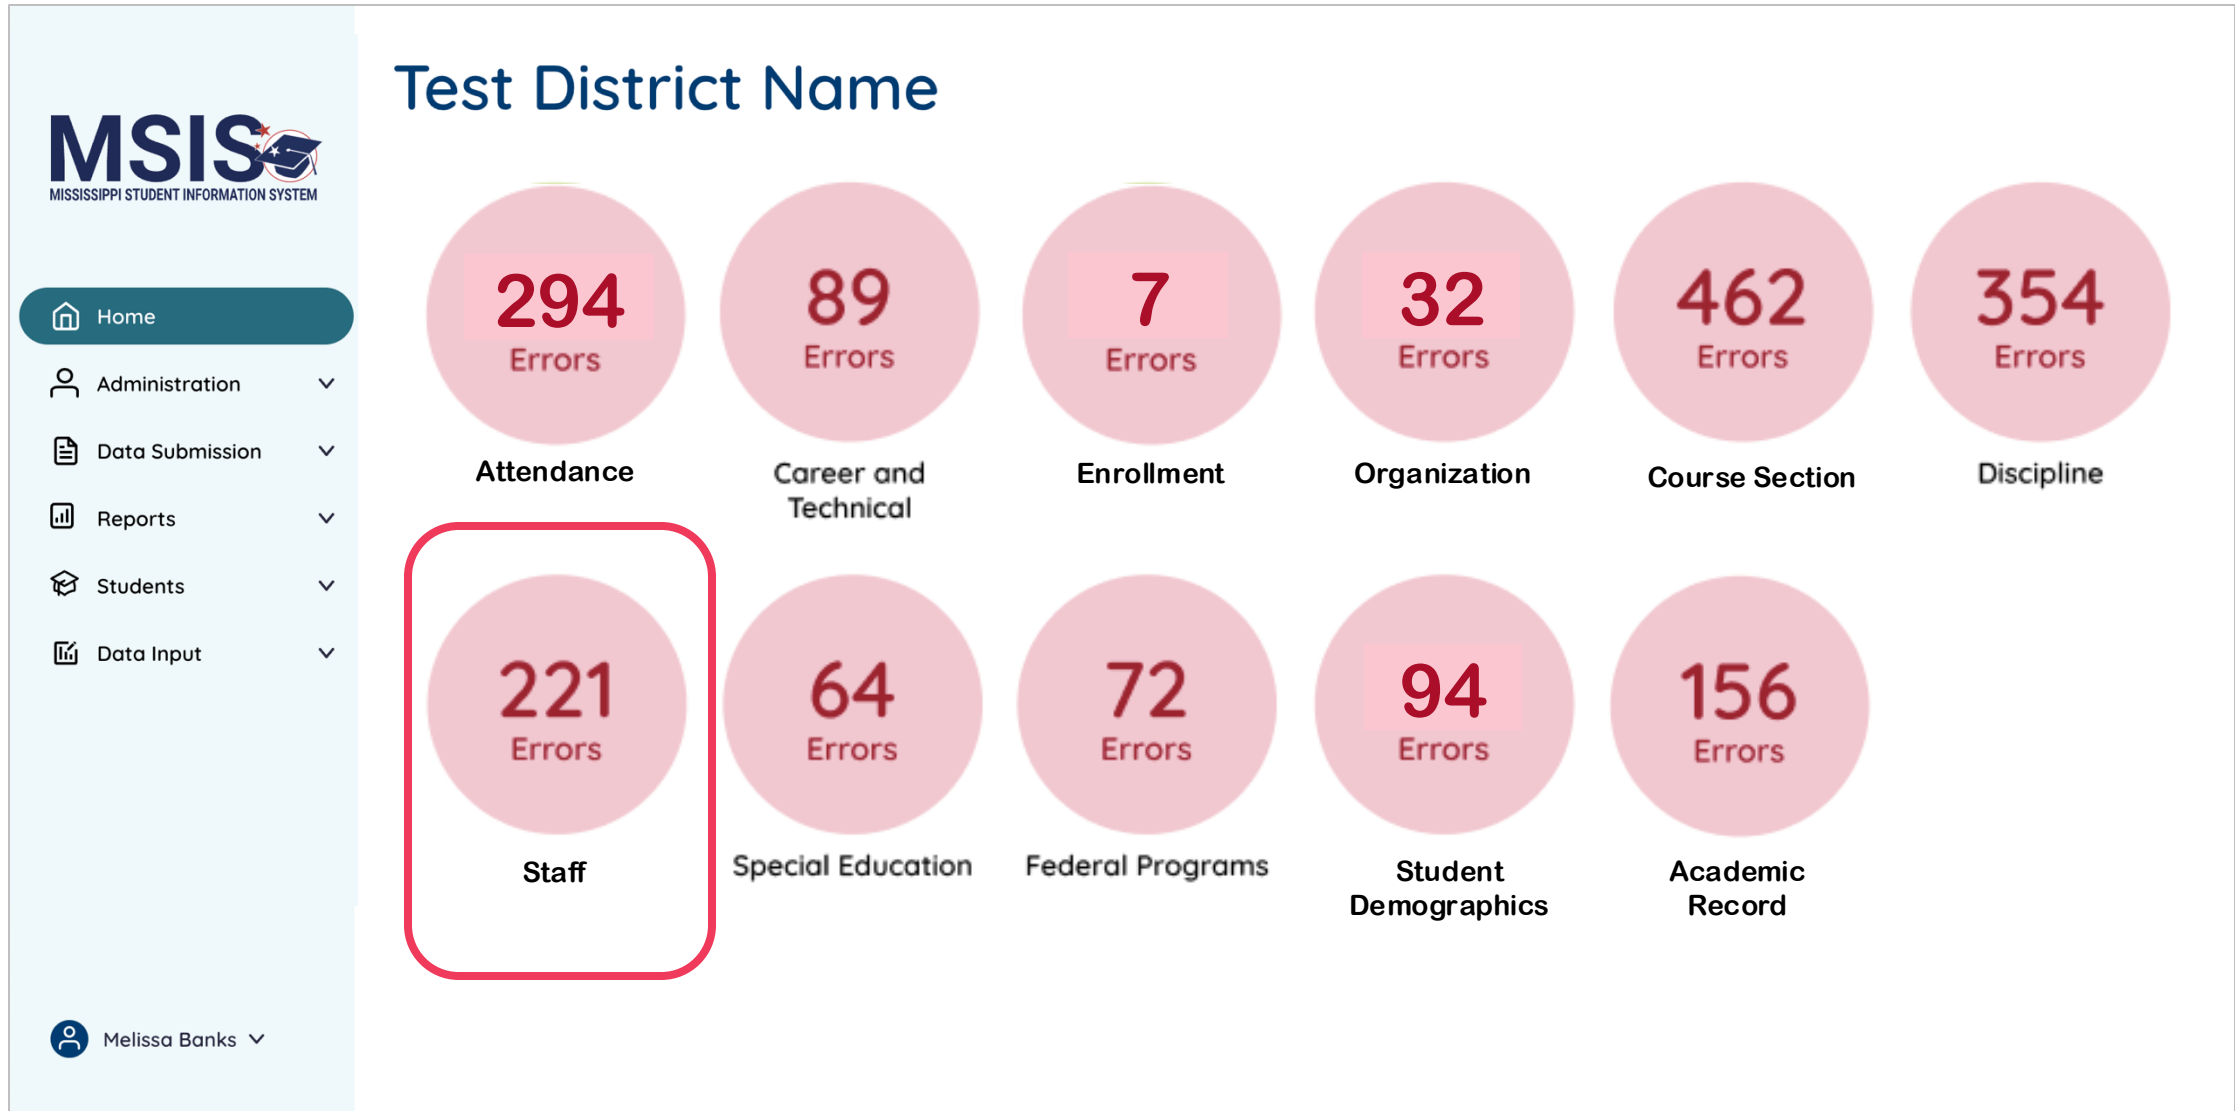 MSIS
MISSISSIPPI STUDENT INFORMATION SYSTEM
Home
Administration
Data Submission
Reports
Students
Data Input
Melissa Banks
Test District Name
294
Errors
Attendance
89
Errors
Career and
Technical
7
Errors
Enrollment
32
Errors
Organization
462
Errors
Course Section
354
Errors
Discipline
221
Errors
Staff
64
Errors
Special Education
72
Errors
Federal Programs
94
Errors
Student
Demographics
156
Errors
Academic
Record